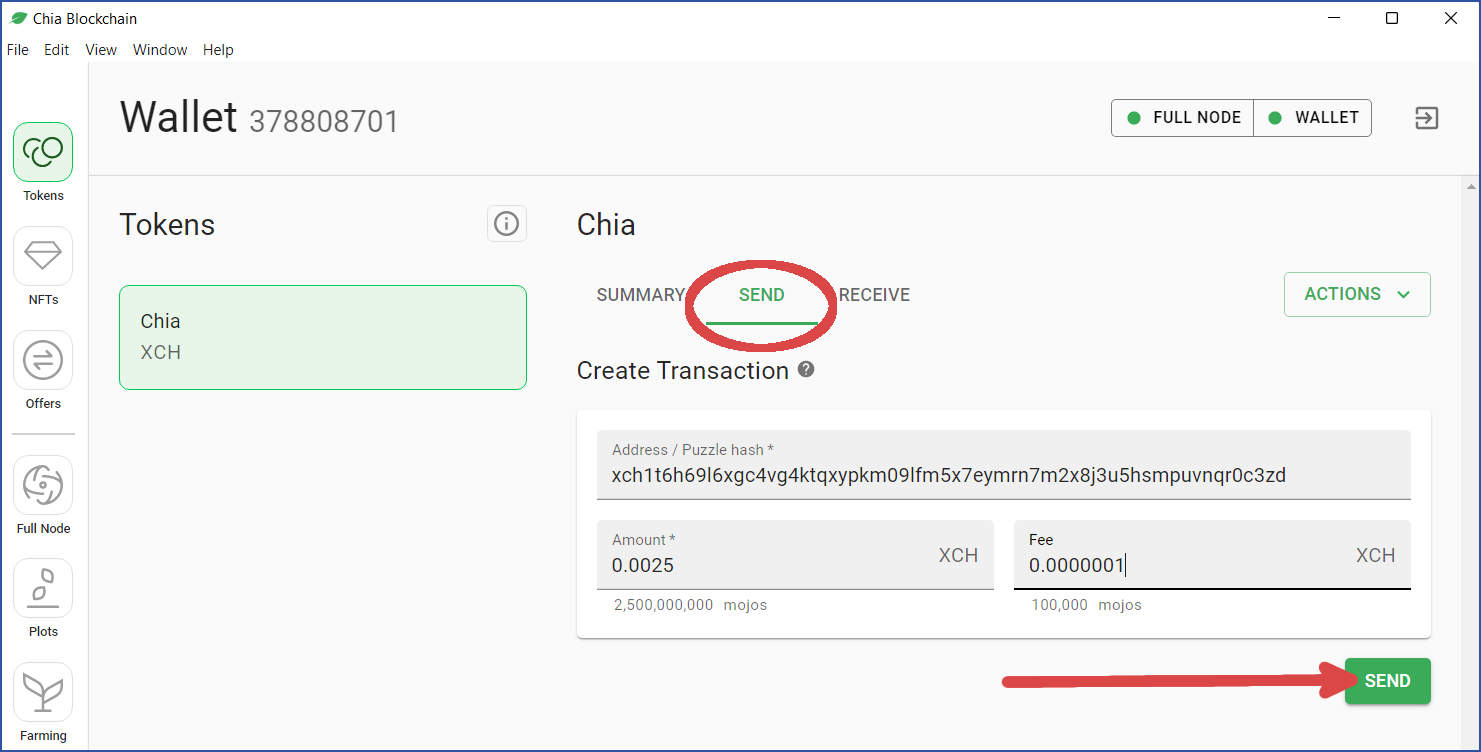 Chia Blockchain
File Edit View Window Help
Wallet 378808701
FULL NODE WALLET
Tokens
NFTs
Offers
Full Node
Plots
Farming
Tokens
Chia
XCH
Chia
SUMMARY SEND RECEIVE
ACTIONS
Create Transaction
Address / Puzzle hash *
xch1t6h69l6xgc4vg4ktqxypkm09lfm5x7eymrn7m2x8j3u5hsmpuvnqr0c3zd
Amount *
0.0025 XCH
2,500,000,000 mojos
Fee
0.0000001 XCH
100,000 mojos
SEND